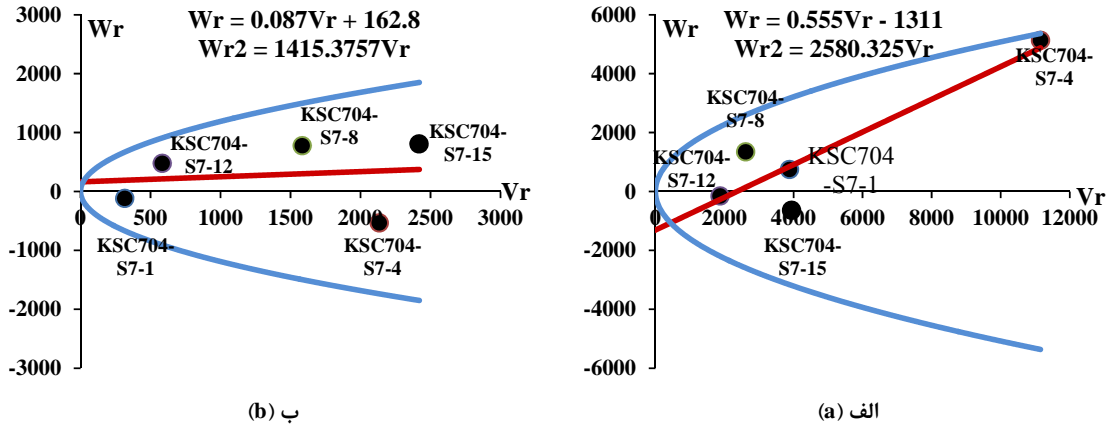 Wr = 0.087Vr + 162.8
Wr2 = 1415.3757Vr
Wr
3000
2000
1000
0
-1000
-2000
-3000
0
500
1000
1500
2000
2500
3000
Vr
KSC704-
S7-12
KSC704-
S7-8
KSC704-
S7-15
KSC704-
S7-1
KSC704-
S7-4
ب (b)
Wr = 0.555Vr - 1311
Wr2 = 2580.325Vr
Wr
6000
4000
2000
0
-2000
-4000
-6000
0
2000
4000
6000
8000
10000
12000
Vr
KSC704-
S7-4
KSC704-
S7-8
KSC704-
S7-12
KSC704
-S7-1
KSC704-
S7-15
الف (a)